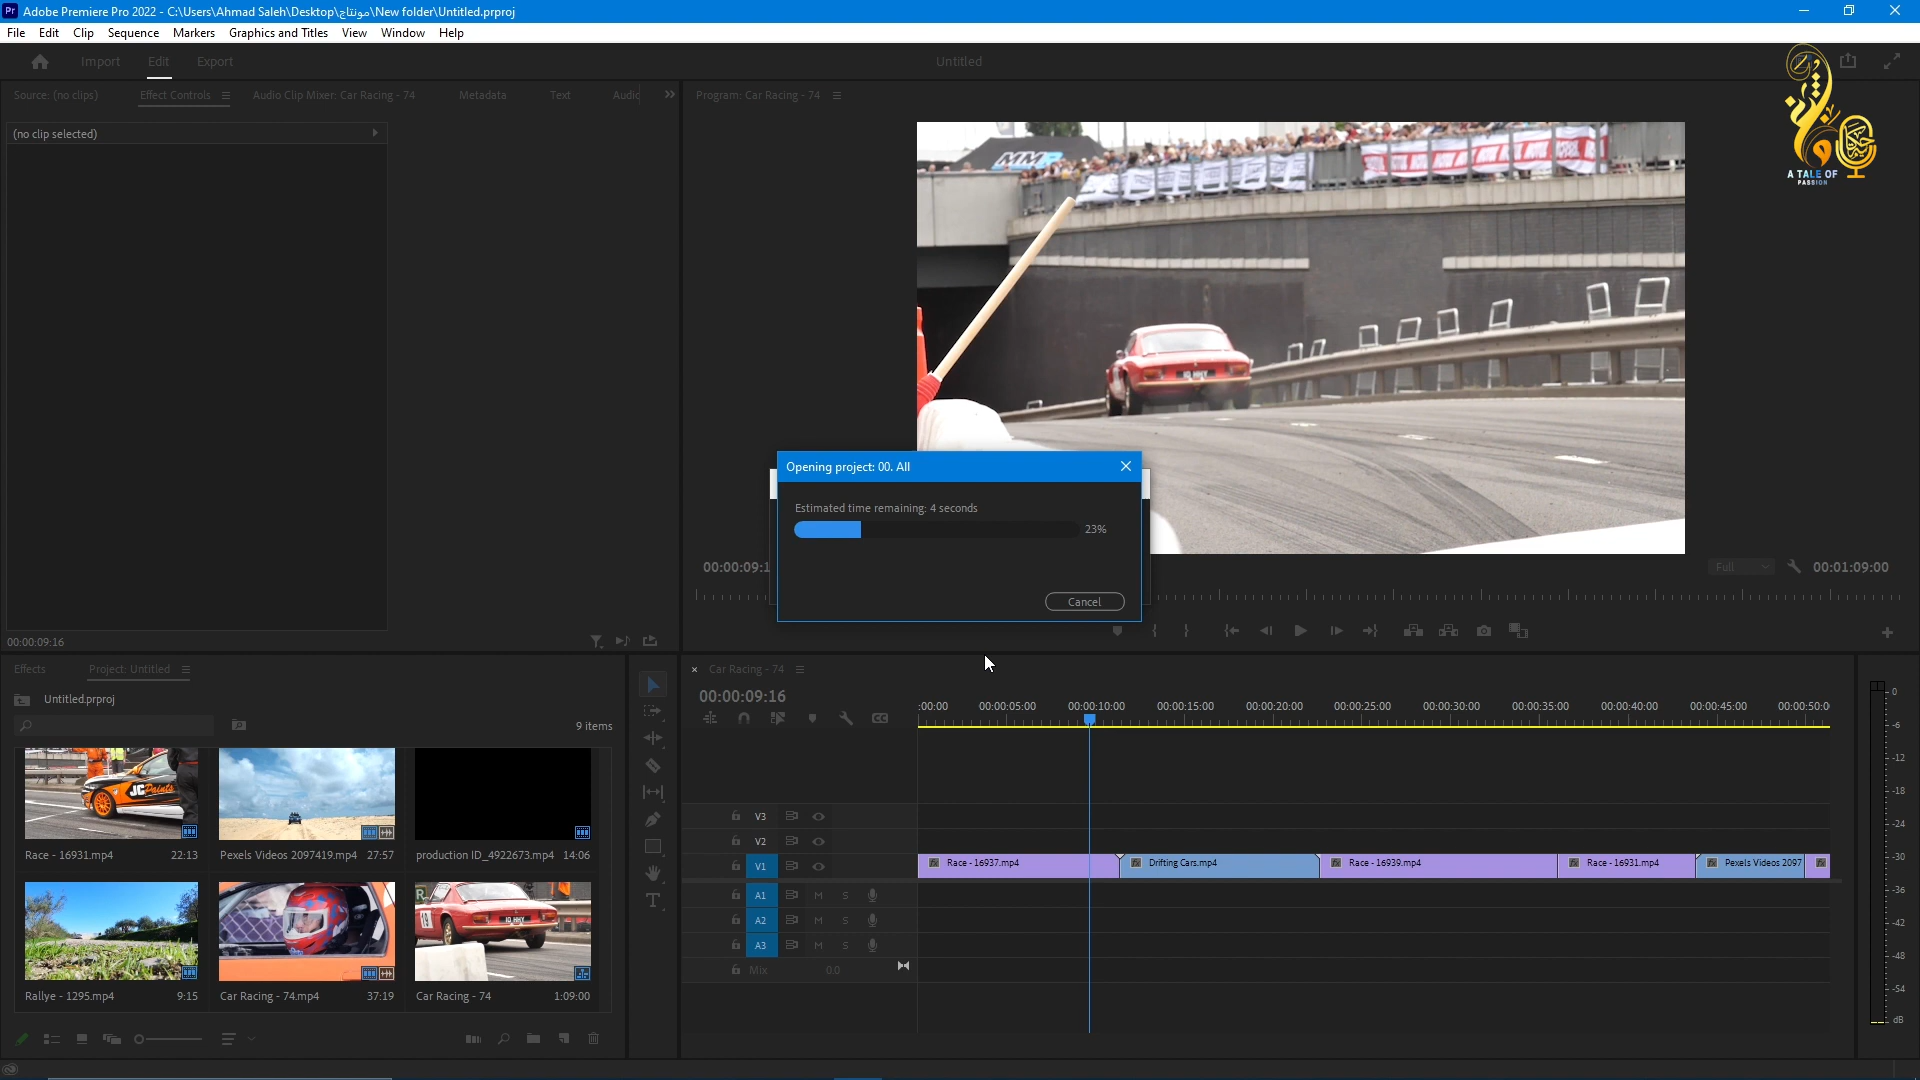 Adobe Premiere Pro 2022 - C:\Users\Ahmad Saleh\Desktop\مونتاج\New folder\Untitled.prproj
File Edit Clip Sequence Markers Graphics and Titles View Window Help
Import Edit Export
Untitled
A TALE OF
PASSION
Source: (no clips) Effect Controls Audio Clip Mixer: Car Racing - 74 Metadata Text Audio
Program: Car Racing - 74
(no clip selected)
MMR
Opening project: 00. All
Estimated time remaining: 4 seconds
23%
Cancel
00:00:09:1
Full
00:01:09:00
00:00:09:16
Effects Project: Untitled
Untitled.prproj
9 items
JC Paints
Race - 16931.mp4 22:13
Pexels Videos 2097419.mp4 27:57
production ID_4922673.mp4 14:06
Rallye - 1295.mp4 9:15
Car Racing - 74.mp4 37:19
Car Racing - 74 1:09:00
Car Racing - 74
00:00:09:16
:00:00 00:00:05:00 00:00:10:00 00:00:15:00 00:00:20:00 00:00:25:00 00:00:30:00 00:00:35:00 00:00:40:00 00:00:45:00 00:00:50:0
V3
V2
V1
Race - 16937.mp4 Drifting Cars.mp4 Race - 16939.mp4 Race - 16931.mp4 Pexels Videos 2097
A1 M S
A2 M S
A3 M S
Mix 0.0
0
-6
-12
-18
-24
-30
-36
-42
-48
-54
dB